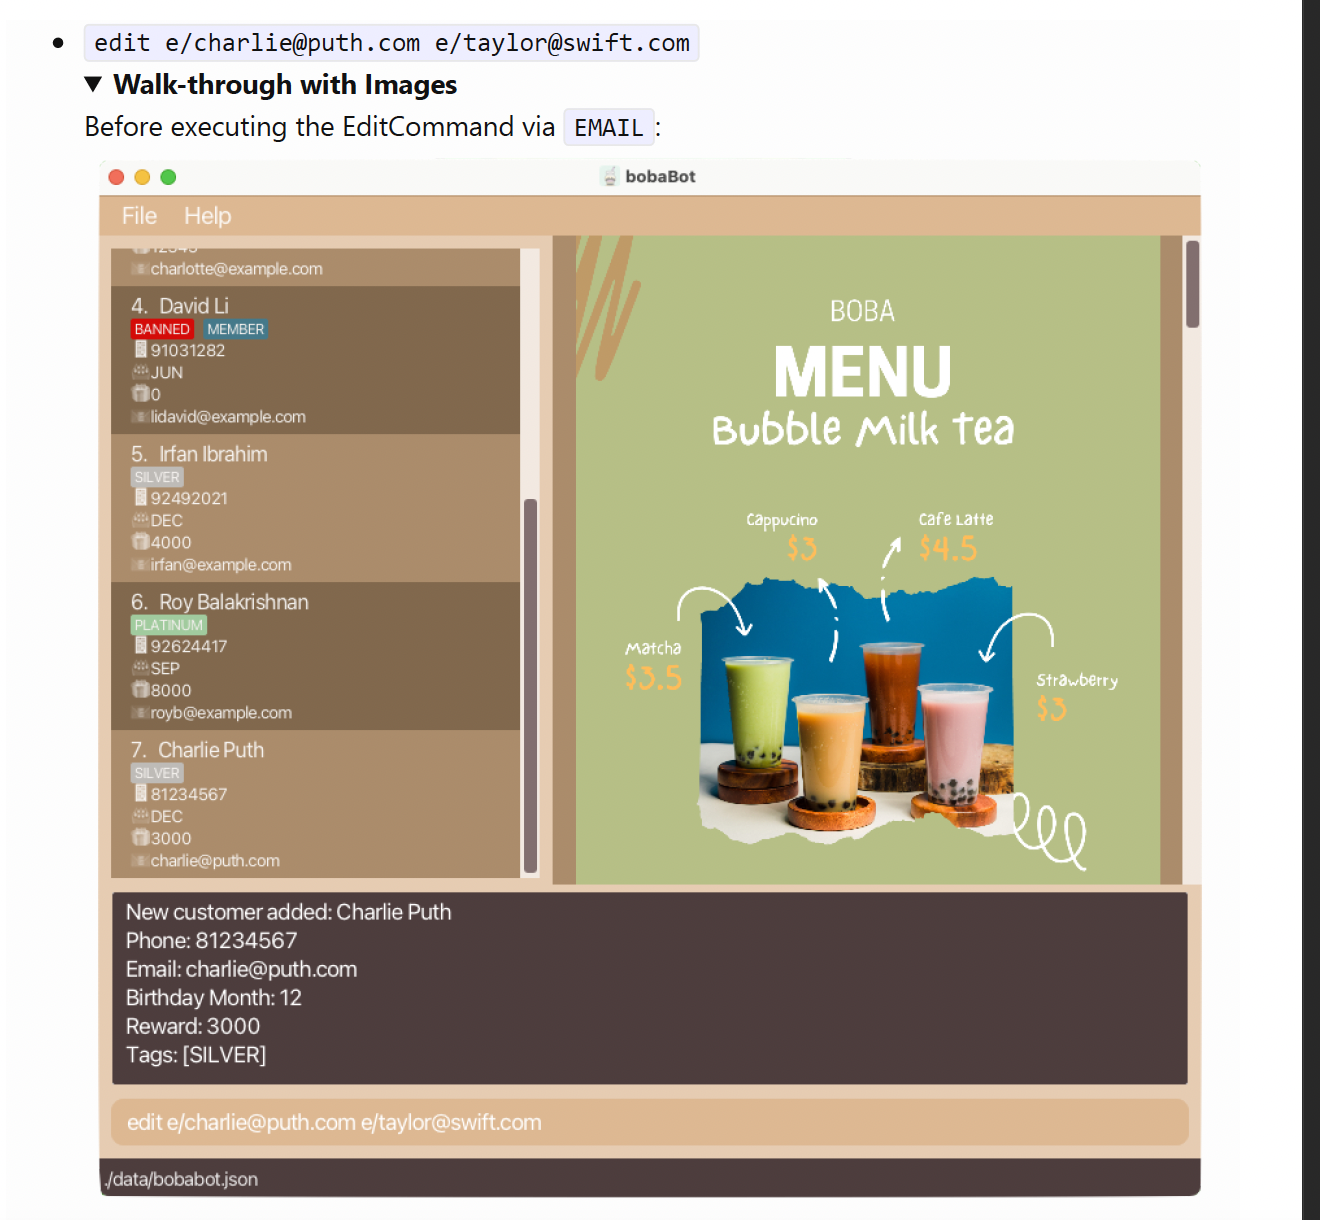 edit e/charlie@puth.com e/taylor@swift.com
Walk-through with Images
Before executing the EditCommand via EMAIL:
bobaBot
File Help
charlotte@example.com
4. David Li
BANNED MEMBER
91031282
JUN
0
lidavid@example.com
5. Irfan Ibrahim
SILVER
92492021
DEC
4000
irfan@example.com
6. Roy Balakrishnan
PLATINUM
92624417
SEP
8000
royb@example.com
7. Charlie Puth
SILVER
81234567
DEC
3000
charlie@puth.com
BOBA
MENU
Bubble Milk Tea
Cappucino
$3
Cafe Latte
$4.5
Matcha
$3.5
Strawberry
$3
New customer added: Charlie Puth
Phone: 81234567
Email: charlie@puth.com
Birthday Month: 12
Reward: 3000
Tags: [SILVER]
edit e/charlie@puth.com e/taylor@swift.com
./data/bobabot.json